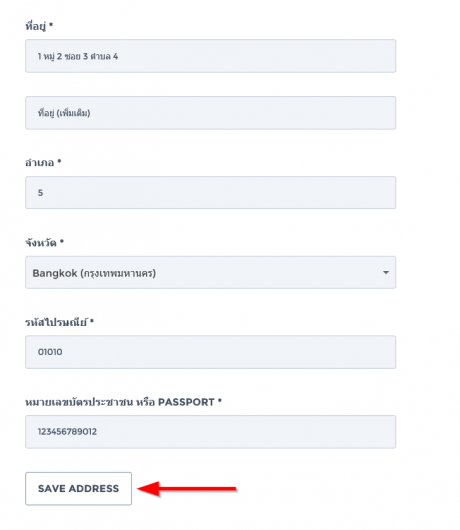 ที่อยู่ *
1 หมู่ 2 ซอย 3 ตำบล 4
ที่อยู่ (เพิ่มเติม)
อำเภอ *
5
จังหวัด *
Bangkok (กรุงเทพมหานคร)
รหัสไปรษณีย์ *
01010
หมายเลขบัตรประชาชน หรือ PASSPORT *
123456789012
SAVE ADDRESS